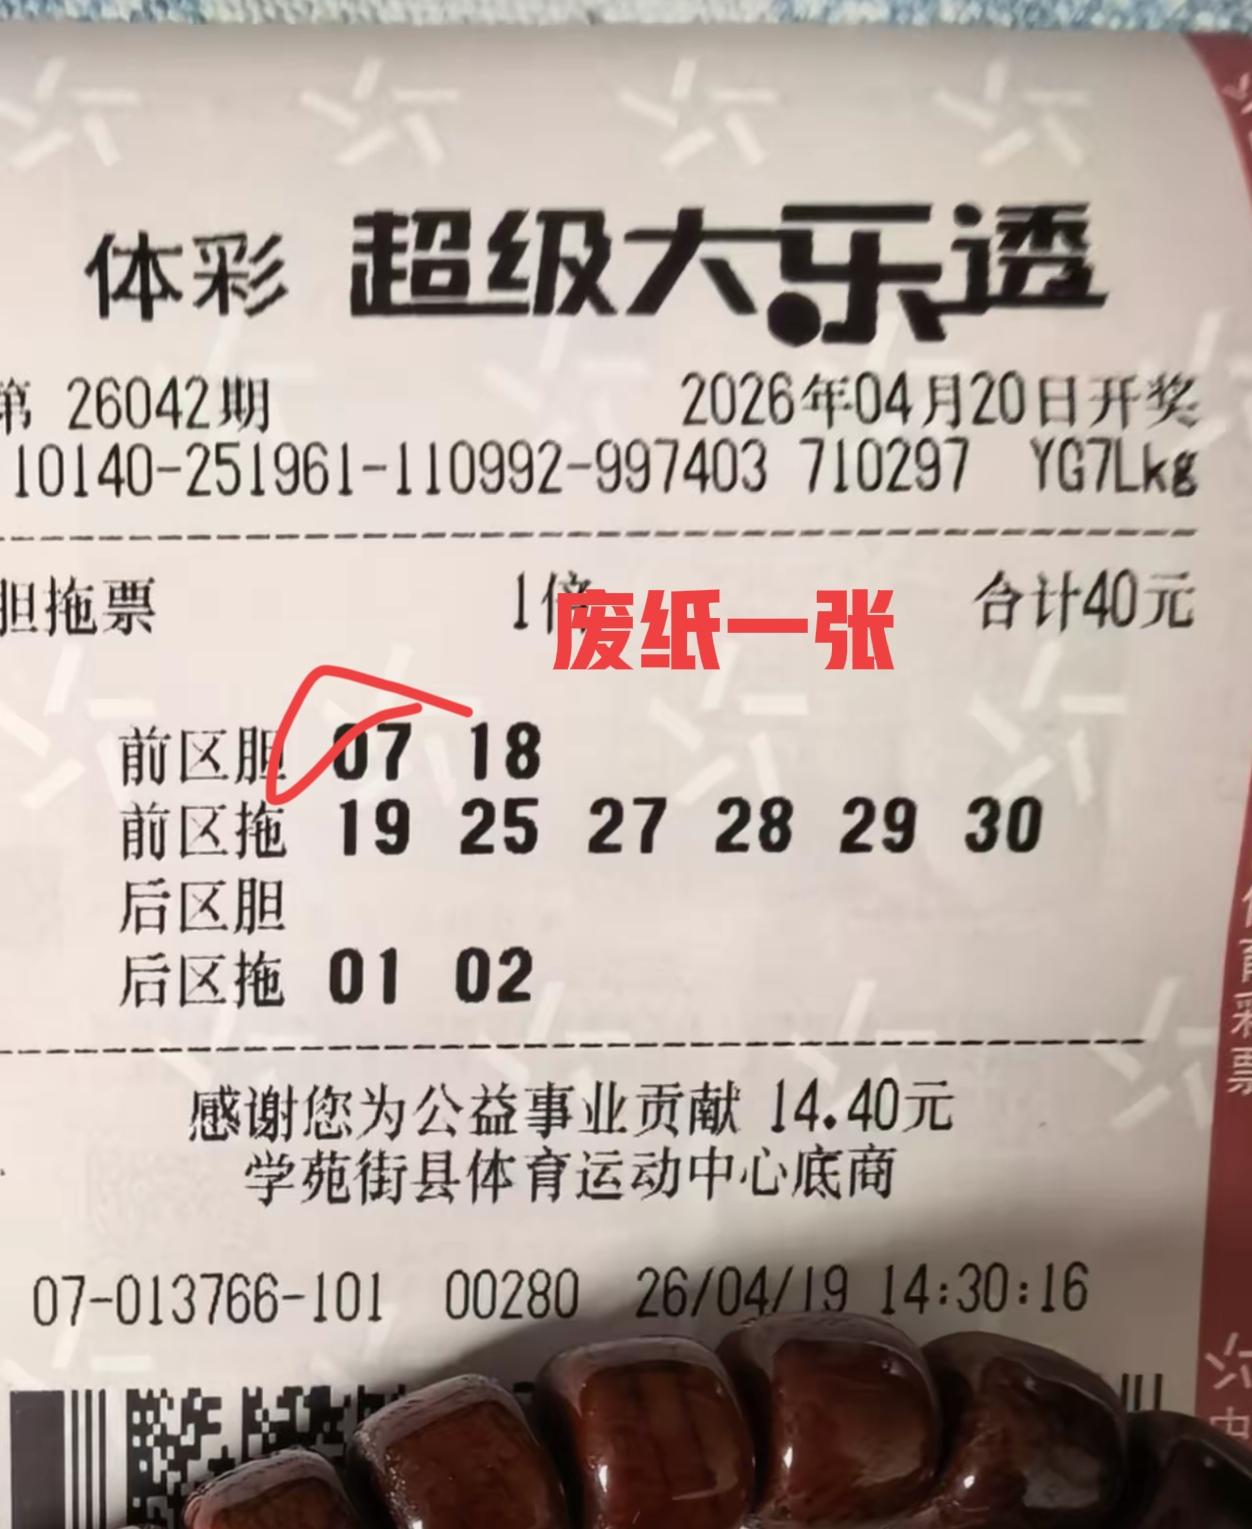 体彩 超级大乐透
第 26042期 2026年04月20日开奖
10140-251961-110992-997403 710297 YG7Lkg
胆拖票 1倍 合计40元
废纸一张
前区胆 07 18
前区拖 19 25 27 28 29 30
后区胆
后区拖 01 02
感谢您为公益事业贡献 14.40元
学苑街县体育运动中心底商
07-013766-101 00280 26/04/19 14:30:16
体育彩票
中